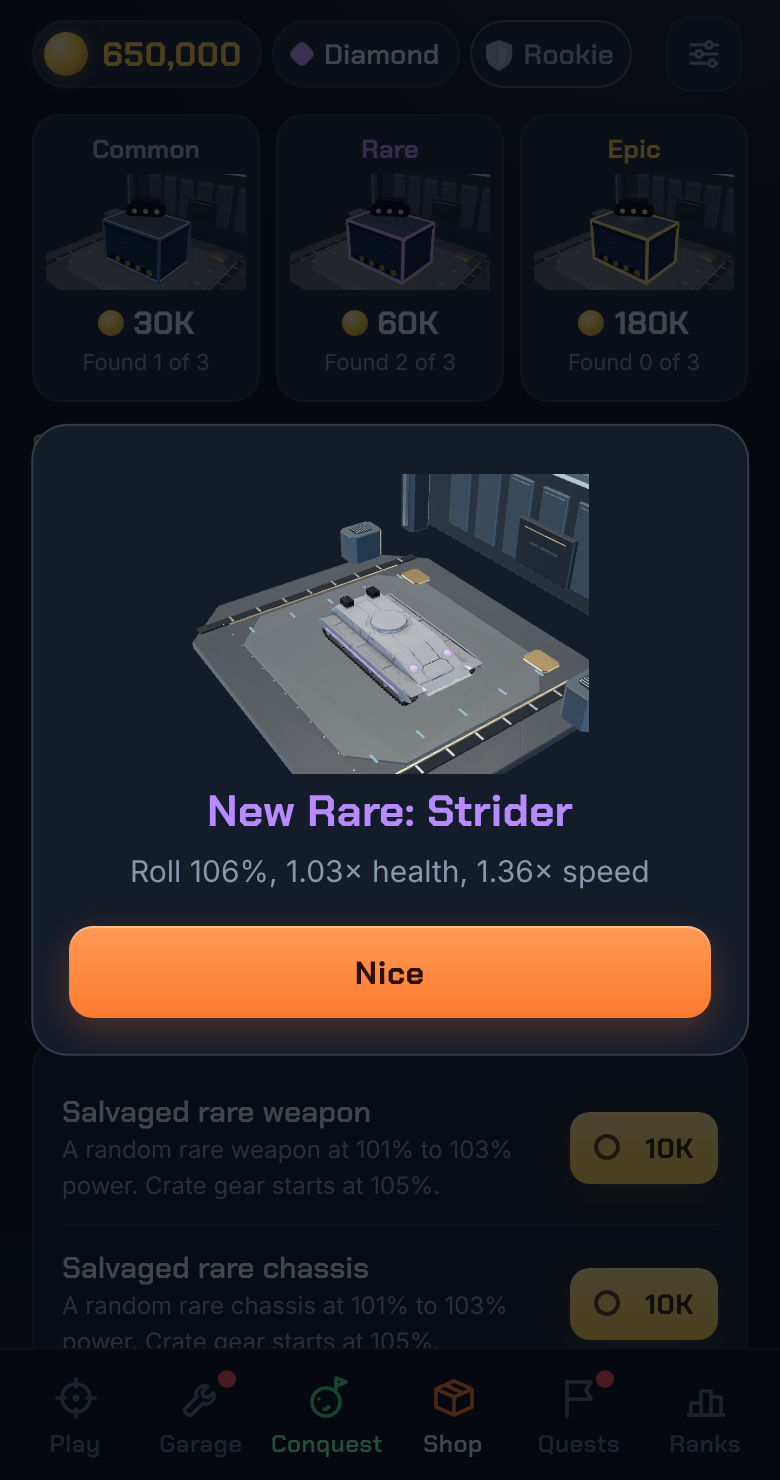 650,000 Diamond Rookie
Common Rare Epic
30K 60K 180K
Found 1 of 3 Found 2 of 3 Found 0 of 3
New Rare: Strider
Roll 106%, 1.03× health, 1.36× speed
Nice
Salvaged rare weapon
A random rare weapon at 101% to 103%
power. Crate gear starts at 105%.
10K
Salvaged rare chassis
A random rare chassis at 101% to 103%
power. Crate gear starts at 105%.
10K
Play Garage Conquest Shop Quests Ranks